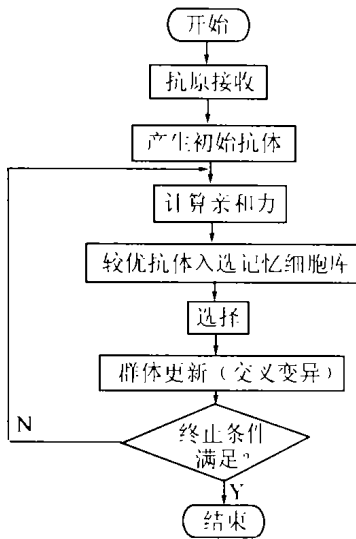 开始
抗原接收
产生初始抗体
计算亲和力
较优抗体入选记忆细胞库
选择
群体更新（交叉变异）
终止条件
满足?
N
Y
结束